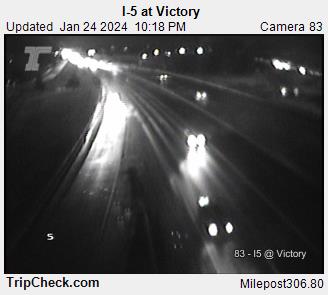 I-5 at Victory
Updated Jan 24 2024 10:18 PM Camera 83
T
S
83 - I5 @ Victory
TripCheck.com Milepost306.80